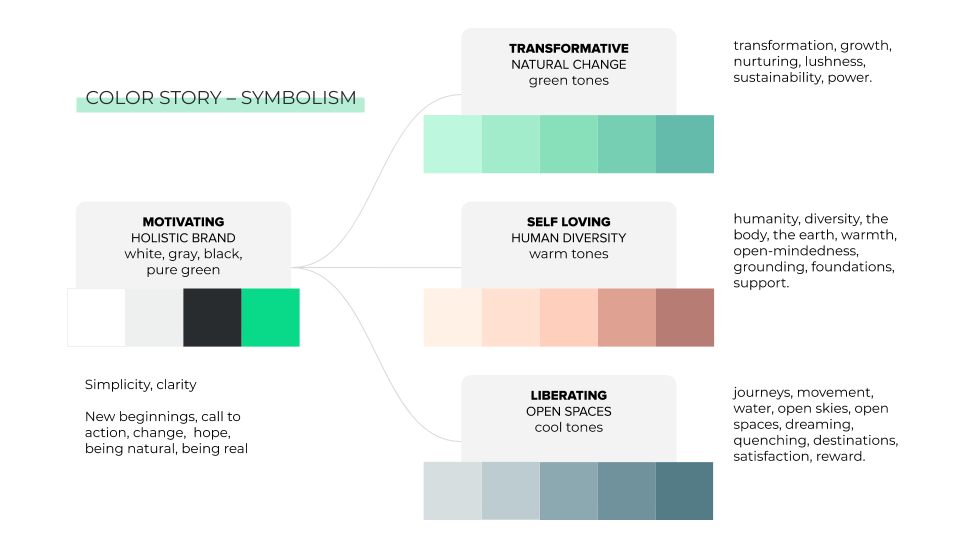 COLOR STORY – SYMBOLISM
MOTIVATING
HOLISTIC BRAND
white, gray, black,
pure green
Simplicity, clarity
New beginnings, call to
action, change,  hope,
being natural, being real
TRANSFORMATIVE
NATURAL CHANGE
green tones
transformation, growth,
nurturing, lushness,
sustainability, power.
SELF LOVING
HUMAN DIVERSITY
warm tones
humanity, diversity, the
body, the earth, warmth,
open-mindedness,
grounding, foundations,
support.
LIBERATING
OPEN SPACES
cool tones
journeys, movement,
water, open skies, open
spaces, dreaming,
quenching, destinations,
satisfaction, reward.